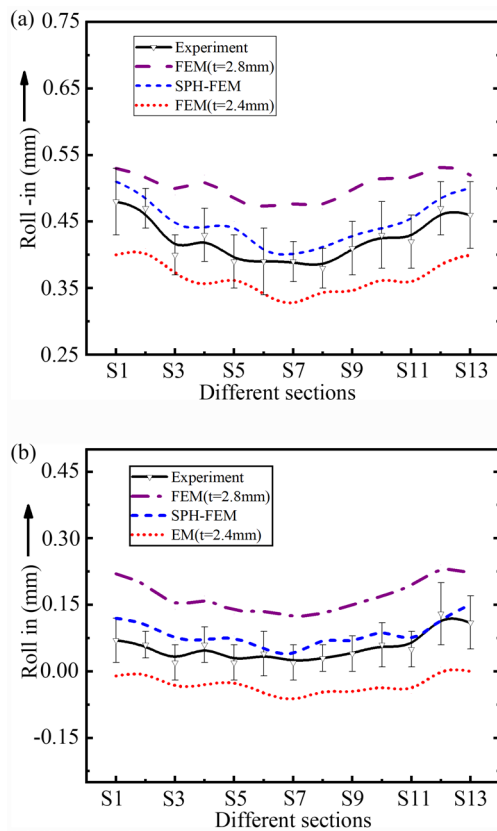 (a)
0.75
0.65
0.55
0.45
0.35
0.25
Roll -in (mm)
Experiment
FEM(t=2.8mm)
SPH-FEM
FEM(t=2.4mm)
S1 S3 S5 S7 S9 S11 S13
Different sections
(b)
0.45
0.30
0.15
0.00
-0.15
Roll in (mm)
Experiment
FEM(t=2.8mm)
SPH-FEM
EM(t=2.4mm)
S1 S3 S5 S7 S9 S11 S13
Different sections